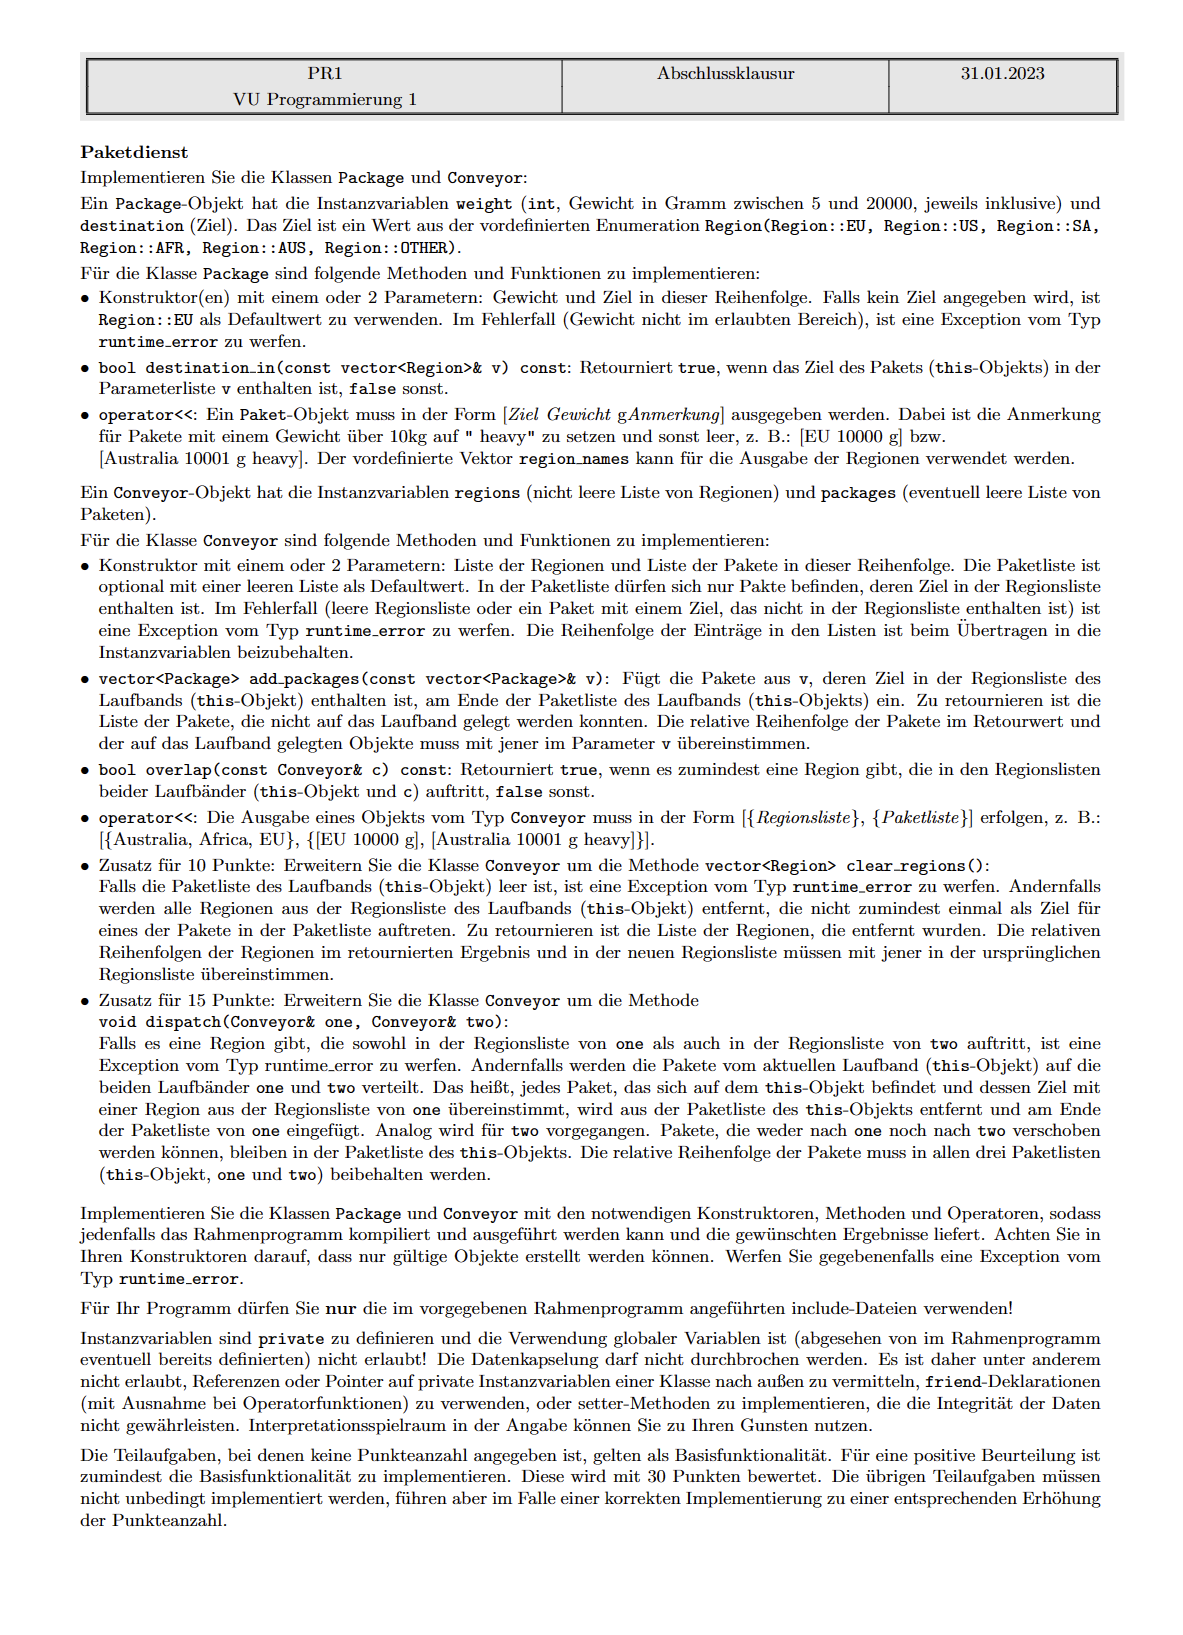 PR1
VU Programmierung 1
Abschlussklausur
31.01.2023
Paketdienst
Implementieren Sie die Klassen Package und Conveyor:
Ein Package-Objekt hat die Instanzvariablen weight (int, Gewicht in Gramm zwischen 5 und 20000, jeweils inklusive) und
destination (Ziel). Das Ziel ist ein Wert aus der vordefinierten Enumeration Region(Region::EU, Region::US, Region::SA,
Region::AFR, Region::AUS, Region::OTHER).
Für die Klasse Package sind folgende Methoden und Funktionen zu implementieren:
• Konstruktor(en) mit einem oder 2 Parametern: Gewicht und Ziel in dieser Reihenfolge. Falls kein Ziel angegeben wird, ist
Region::EU als Defaultwert zu verwenden. Im Fehlerfall (Gewicht nicht im erlaubten Bereich), ist eine Exception vom Typ
runtime_error zu werfen.
• bool destination_in(const vector<Region>& v) const: Retourniert true, wenn das Ziel des Pakets (this-Objekts) in der
Parameterliste v enthalten ist, false sonst.
• operator<<: Ein Paket-Objekt muss in der Form [Ziel Gewicht gAnmerkung] ausgegeben werden. Dabei ist die Anmerkung
für Pakete mit einem Gewicht über 10kg auf " heavy" zu setzen und sonst leer, z. B.: [EU 10000 g] bzw.
[Australia 10001 g heavy]. Der vordefinierte Vektor region_names kann für die Ausgabe der Regionen verwendet werden.
Ein Conveyor-Objekt hat die Instanzvariablen regions (nicht leere Liste von Regionen) und packages (eventuell leere Liste von
Paketen).
Für die Klasse Conveyor sind folgende Methoden und Funktionen zu implementieren:
• Konstruktor mit einem oder 2 Parametern: Liste der Regionen und Liste der Pakete in dieser Reihenfolge. Die Paketliste ist
optional mit einer leeren Liste als Defaultwert. In der Paketliste dürfen sich nur Pakte befinden, deren Ziel in der Regionsliste
enthalten ist. Im Fehlerfall (leere Regionsliste oder ein Paket mit einem Ziel, das nicht in der Regionsliste enthalten ist) ist
eine Exception vom Typ runtime_error zu werfen. Die Reihenfolge der Einträge in den Listen ist beim Übertragen in die
Instanzvariablen beizubehalten.
• vector<Package> add_packages(const vector<Package>& v): Fügt die Pakete aus v, deren Ziel in der Regionsliste des
Laufbands (this-Objekt) enthalten ist, am Ende der Paketliste des Laufbands (this-Objekts) ein. Zu retournieren ist die
Liste der Pakete, die nicht auf das Laufband gelegt werden konnten. Die relative Reihenfolge der Pakete im Retourwert und
der auf das Laufband gelegten Objekte muss mit jener im Parameter v übereinstimmen.
• bool overlap(const Conveyor& c) const: Retourniert true, wenn es zumindest eine Region gibt, die in den Regionslisten
beider Laufbänder (this-Objekt und c) auftritt, false sonst.
• operator<<: Die Ausgabe eines Objekts vom Typ Conveyor muss in der Form [{Regionsliste}, {Paketliste}] erfolgen, z. B.:
[{Australia, Africa, EU}, {[EU 10000 g], [Australia 10001 g heavy]}].
• Zusatz für 10 Punkte: Erweitern Sie die Klasse Conveyor um die Methode vector<Region> clear_regions():
Falls die Paketliste des Laufbands (this-Objekt) leer ist, ist eine Exception vom Typ runtime_error zu werfen. Andernfalls
werden alle Regionen aus der Regionsliste des Laufbands (this-Objekt) entfernt, die nicht zumindest einmal als Ziel für
eines der Pakete in der Paketliste auftreten. Zu retournieren ist die Liste der Regionen, die entfernt wurden. Die relativen
Reihenfolgen der Regionen im retournierten Ergebnis und in der neuen Regionsliste müssen mit jener in der ursprünglichen
Regionsliste übereinstimmen.
• Zusatz für 15 Punkte: Erweitern Sie die Klasse Conveyor um die Methode
void dispatch(Conveyor& one, Conveyor& two):
Falls es eine Region gibt, die sowohl in der Regionsliste von one als auch in der Regionsliste von two auftritt, ist eine
Exception vom Typ runtime_error zu werfen. Andernfalls werden die Pakete vom aktuellen Laufband (this-Objekt) auf die
beiden Laufbänder one und two verteilt. Das heißt, jedes Paket, das sich auf dem this-Objekt befindet und dessen Ziel mit
einer Region aus der Regionsliste von one übereinstimmt, wird aus der Paketliste des this-Objekts entfernt und am Ende
der Paketliste von one eingefügt. Analog wird für two vorgegangen. Pakete, die weder nach one noch nach two verschoben
werden können, bleiben in der Paketliste des this-Objekts. Die relative Reihenfolge der Pakete muss in allen drei Paketlisten
(this-Objekt, one und two) beibehalten werden.
Implementieren Sie die Klassen Package und Conveyor mit den notwendigen Konstruktoren, Methoden und Operatoren, sodass
jedenfalls das Rahmenprogramm kompiliert und ausgeführt werden kann und die gewünschten Ergebnisse liefert. Achten Sie in
Ihren Konstruktoren darauf, dass nur gültige Objekte erstellt werden können. Werfen Sie gegebenenfalls eine Exception vom
Typ runtime_error.
Für Ihr Programm dürfen Sie nur die im vorgegebenen Rahmenprogramm angeführten include-Dateien verwenden!
Instanzvariablen sind private zu definieren und die Verwendung globaler Variablen ist (abgesehen von im Rahmenprogramm
eventuell bereits definierten) nicht erlaubt! Die Datenkapselung darf nicht durchbrochen werden. Es ist daher unter anderem
nicht erlaubt, Referenzen oder Pointer auf private Instanzvariablen einer Klasse nach außen zu vermitteln, friend-Deklarationen
(mit Ausnahme bei Operatorfunktionen) zu verwenden, oder setter-Methoden zu implementieren, die die Integrität der Daten
nicht gewährleisten. Interpretationsspielraum in der Angabe können Sie zu Ihren Gunsten nutzen.
Die Teilaufgaben, bei denen keine Punkteanzahl angegeben ist, gelten als Basisfunktionalität. Für eine positive Beurteilung ist
zumindest die Basisfunktionalität zu implementieren. Diese wird mit 30 Punkten bewertet. Die übrigen Teilaufgaben müssen
nicht unbedingt implementiert werden, führen aber im Falle einer korrekten Implementierung zu einer entsprechenden Erhöhung
der Punkteanzahl.